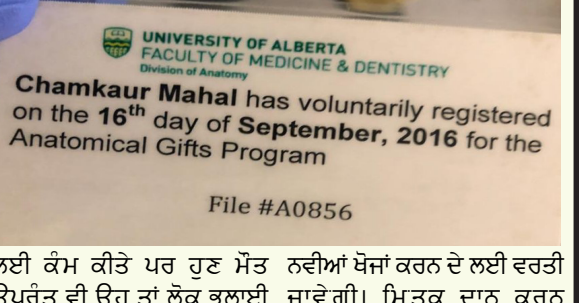 UNIVERSITY OF ALBERTA
FACULTY OF MEDICINE & DENTISTRY
Division of Anatomy
Chamkaur Mahal has voluntarily registered
on the 16th day of September, 2016 for the
Anatomical Gifts Program
File #A0856
ਲਈ ਕੰਮ ਕੀਤੇ ਪਰ ਹੁਣ ਮੌਤ
ਉਪਰੰਤ ਵੀ ਉਹ ਤਾਂ ਲੋਕ ਭਲਾਈ
ਨਵੀਆਂ ਖੋਜਾਂ ਕਰਨ ਦੇ ਲਈ ਵਰਤੀ
ਜਾਵੇਗੀ। ਮਿਤਕ ਦਾਨ ਕਰਨ